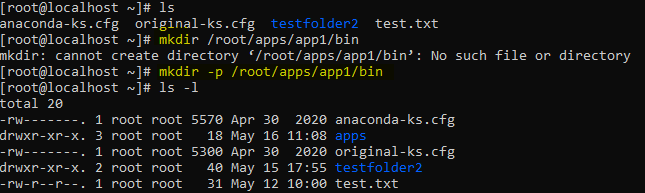 [root@localhost ~]# ls
anaconda-ks.cfg  original-ks.cfg  testfolder2  test.txt
[root@localhost ~]# mkdir /root/apps/app1/bin
mkdir: cannot create directory ‘/root/apps/app1/bin’: No such file or directory
[root@localhost ~]# mkdir -p /root/apps/app1/bin
[root@localhost ~]# ls -l
total 20
-rw-------. 1 root root 5570 Apr 30  2020 anaconda-ks.cfg
drwxr-xr-x. 3 root root   18 May 16 11:08 apps
-rw-------. 1 root root 5300 Apr 30  2020 original-ks.cfg
drwxr-xr-x. 2 root root   40 May 15 17:55 testfolder2
-rw-r--r--. 1 root root   31 May 12 10:00 test.txt